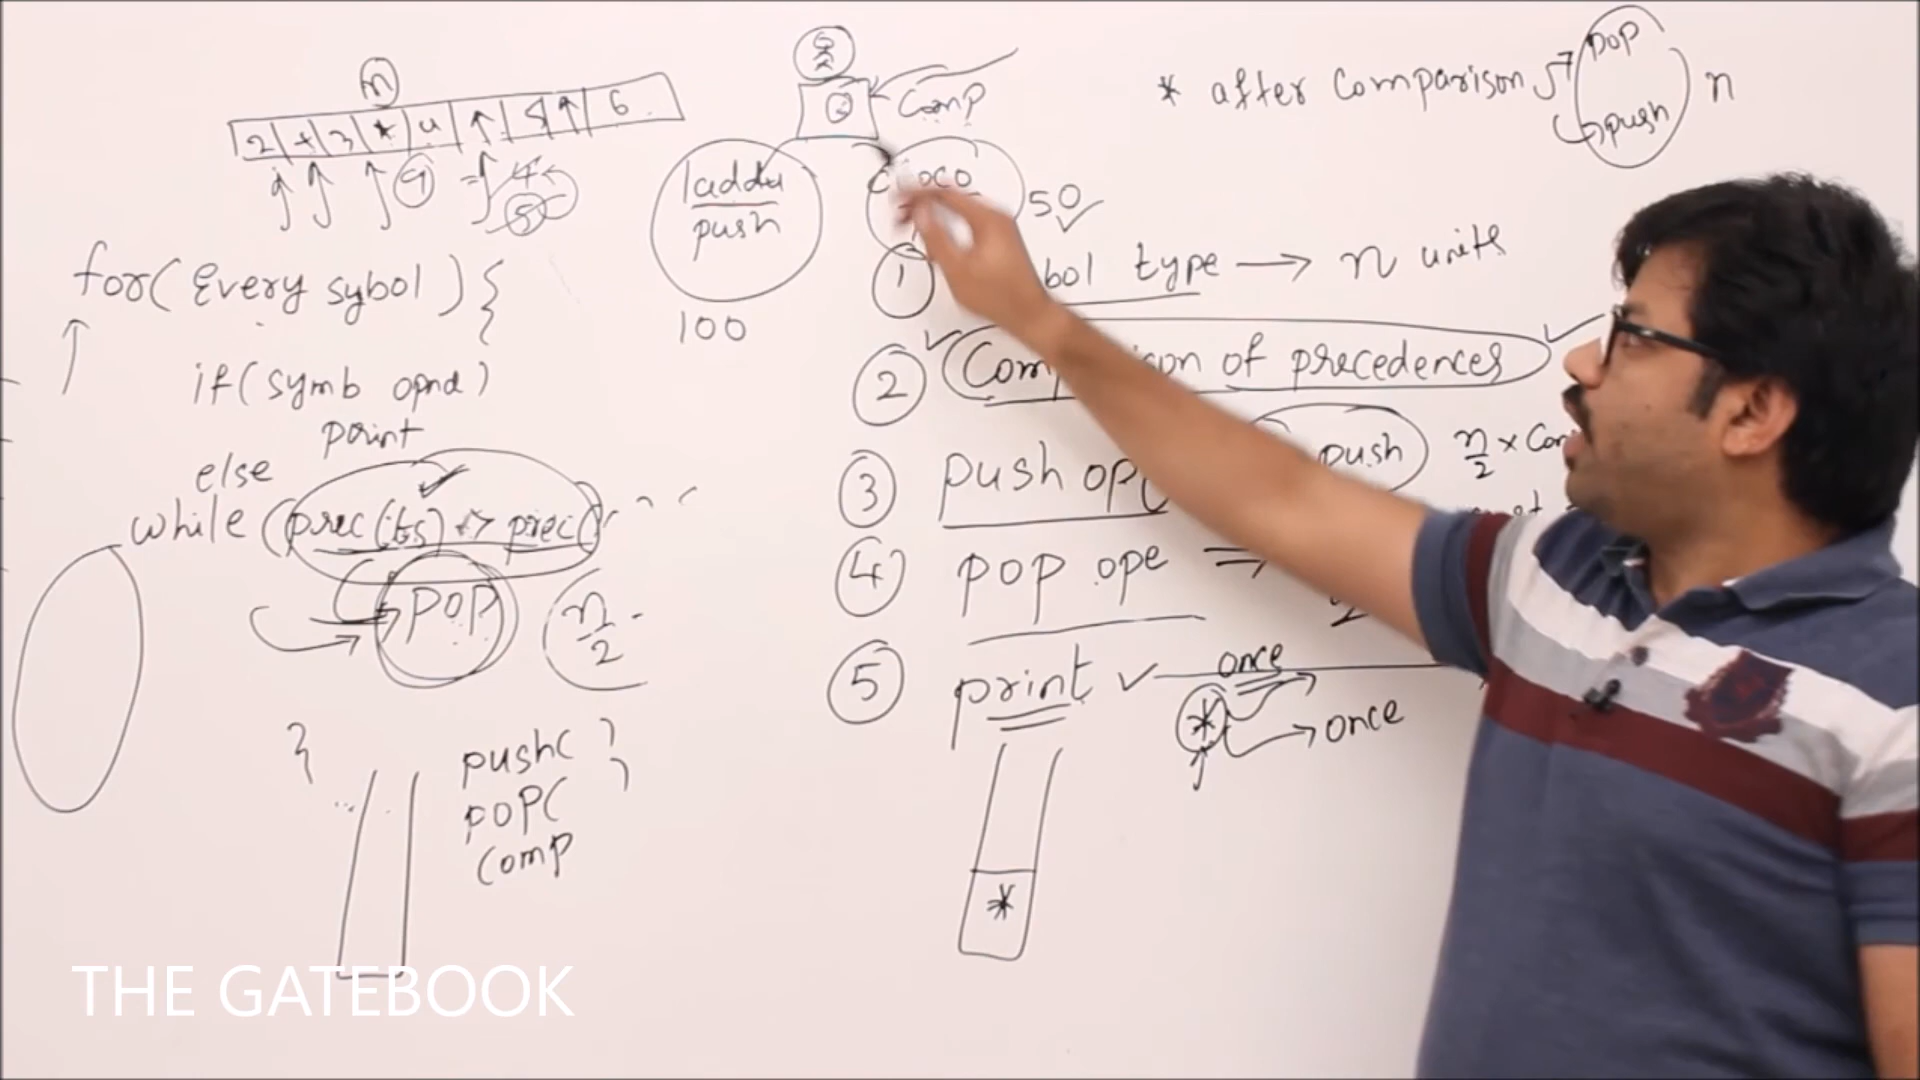 n
2 + 3 * 4 ↑ 5 ↑ 6
for( Every sybol ) {
if( symb opnd )
print
else
while ( prec(ts) > prec( )
pop
n/2
}
push( )
pop( )
comp
comp
laddu
push
100
50
* after comparison
pop
push
n
① bol type → n units
② Comparison of precedences
③ push ope push n/2 × Com
④ pop ope ⇒
⑤ print ✓ once
* → once
*
THE GATEBOOK